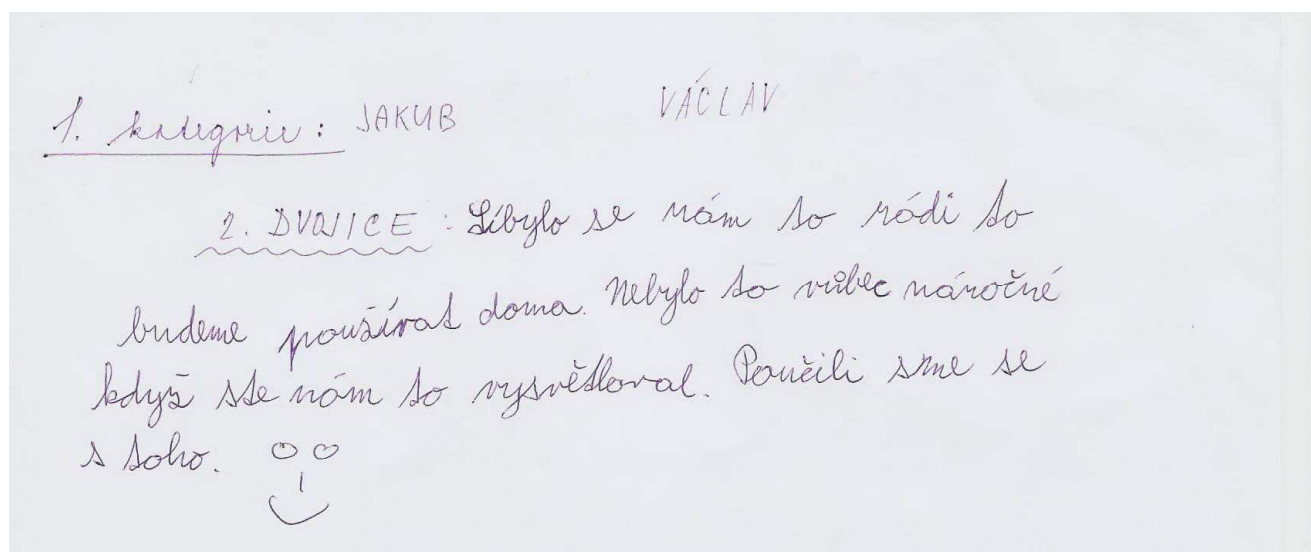 1. kategorie: JAKUB VÁCLAV
2. DVOJICE: Líbylo se nám to rádi to
budeme používat doma. Nebylo to vůbec náročné
když ste nám to vysvětloval. Poučili sme se
s toho.